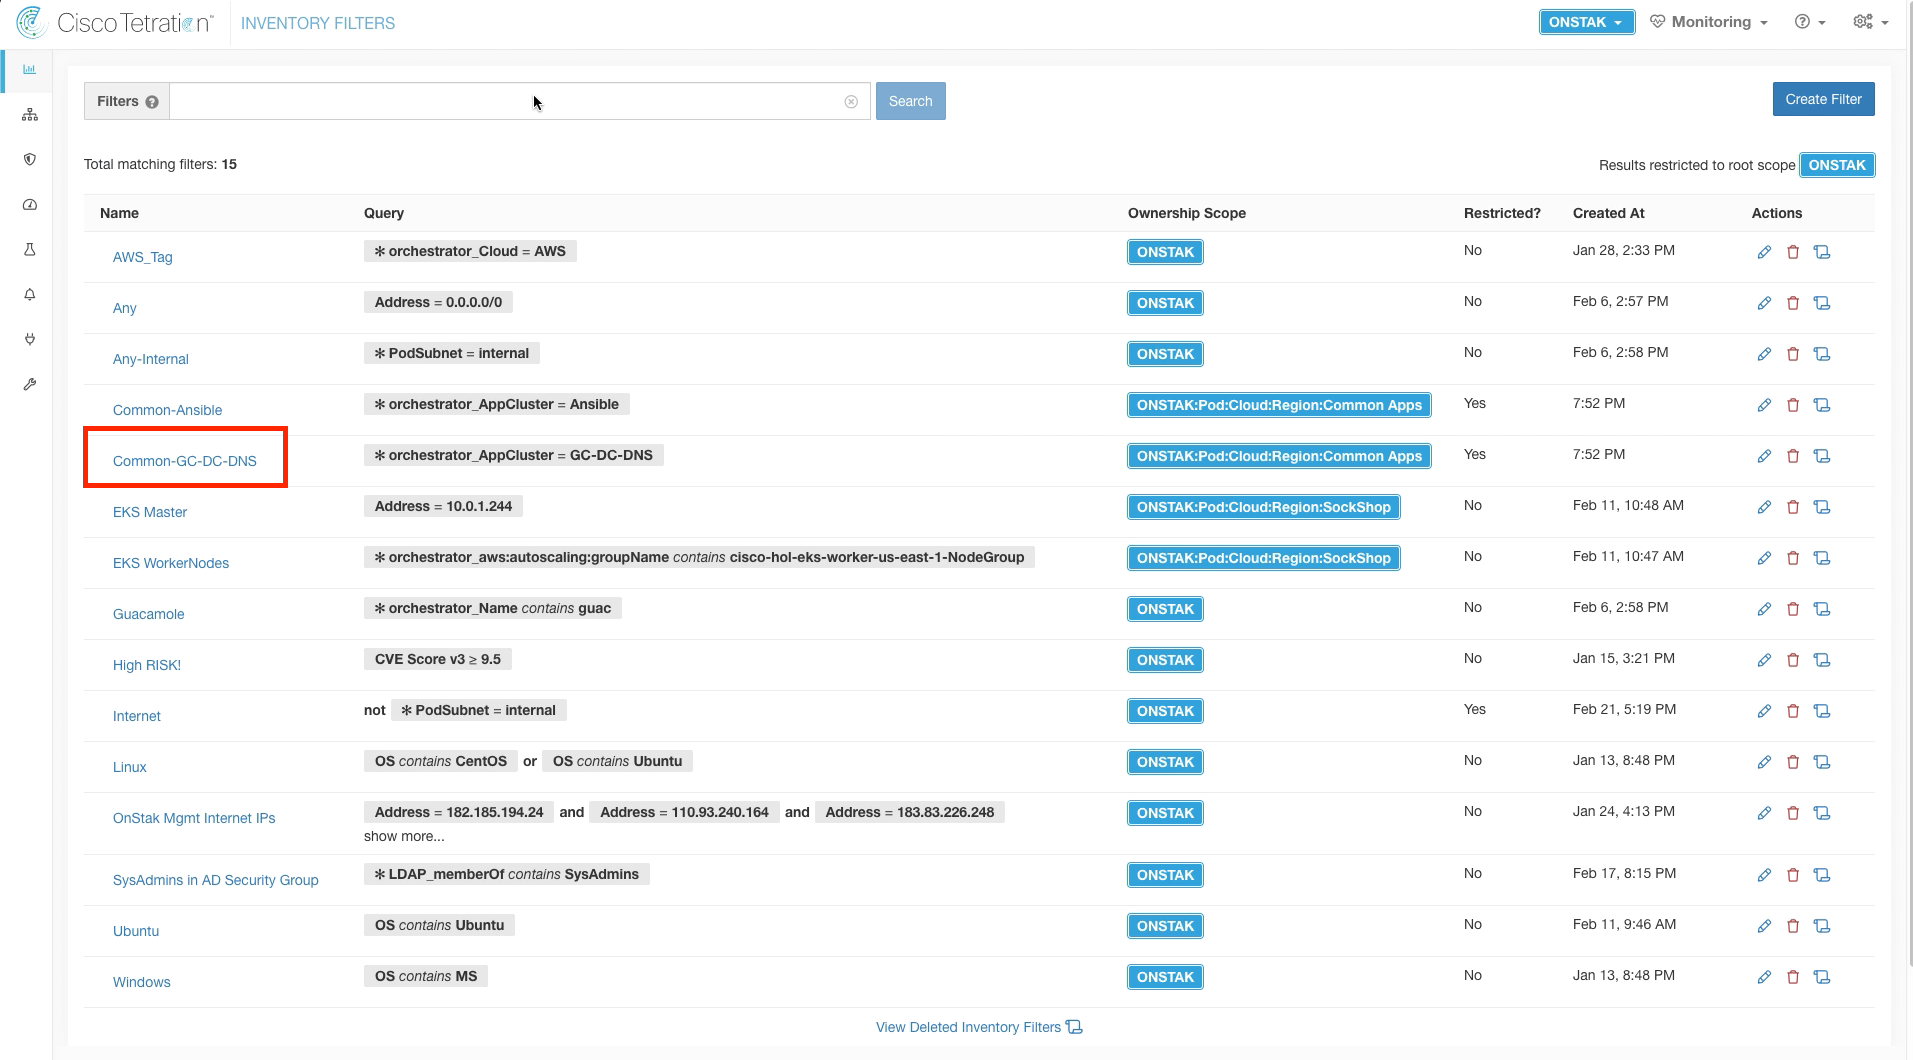 Cisco Tetration™ INVENTORY FILTERS ONSTAK Monitoring
Filters Search Create Filter
Total matching filters: 15 Results restricted to root scope ONSTAK
Name Query Ownership Scope Restricted? Created At Actions
AWS_Tag * orchestrator_Cloud = AWS ONSTAK No Jan 28, 2:33 PM
Any Address = 0.0.0.0/0 ONSTAK No Feb 6, 2:57 PM
Any-Internal * PodSubnet = internal ONSTAK No Feb 6, 2:58 PM
Common-Ansible * orchestrator_AppCluster = Ansible ONSTAK:Pod:Cloud:Region:Common Apps Yes 7:52 PM
Common-GC-DC-DNS * orchestrator_AppCluster = GC-DC-DNS ONSTAK:Pod:Cloud:Region:Common Apps Yes 7:52 PM
EKS Master Address = 10.0.1.244 ONSTAK:Pod:Cloud:Region:SockShop No Feb 11, 10:48 AM
EKS WorkerNodes * orchestrator_aws:autoscaling:groupName contains cisco-hol-eks-worker-us-east-1-NodeGroup ONSTAK:Pod:Cloud:Region:SockShop No Feb 11, 10:47 AM
Guacamole * orchestrator_Name contains guac ONSTAK No Feb 6, 2:58 PM
High RISK! CVE Score v3 ≥ 9.5 ONSTAK No Jan 15, 3:21 PM
Internet not * PodSubnet = internal ONSTAK Yes Feb 21, 5:19 PM
Linux OS contains CentOS or OS contains Ubuntu ONSTAK No Jan 13, 8:48 PM
OnStak Mgmt Internet IPs Address = 182.185.194.24 and Address = 110.93.240.164 and Address = 183.83.226.248 ONSTAK No Jan 24, 4:13 PM
show more...
SysAdmins in AD Security Group * LDAP_memberOf contains SysAdmins ONSTAK No Feb 17, 8:15 PM
Ubuntu OS contains Ubuntu ONSTAK No Feb 11, 9:46 AM
Windows OS contains MS ONSTAK No Jan 13, 8:48 PM
View Deleted Inventory Filters